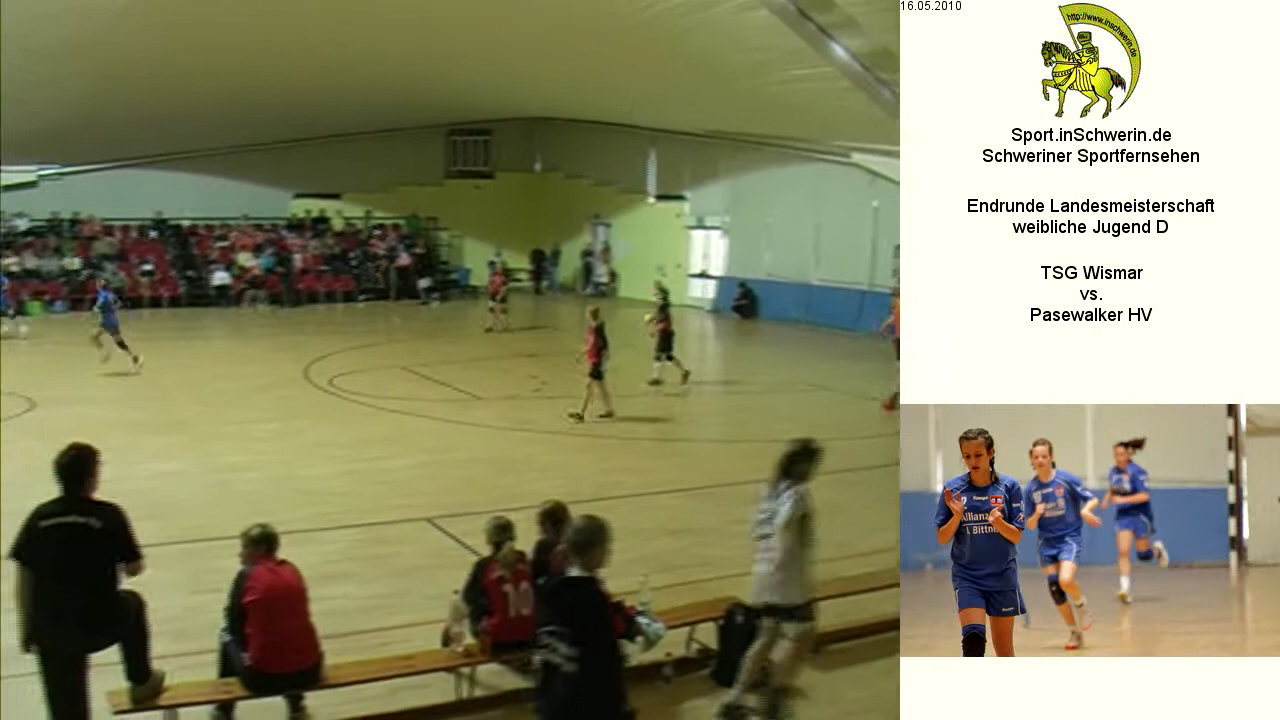 16.05.2010
http://www.inschwerin.de
Sport.inSchwerin.de
Schweriner Sportfernsehen
Endrunde Landesmeisterschaft
weibliche Jugend D
TSG Wismar
vs.
Pasewalker HV
10
Allianz